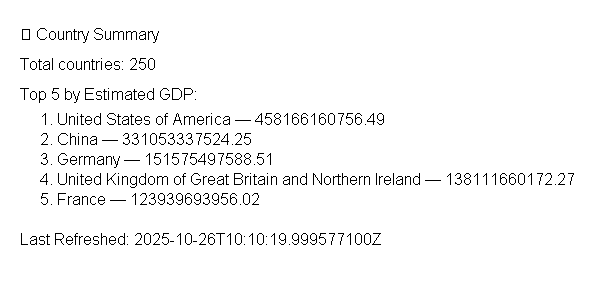 Country Summary
Total countries: 250
Top 5 by Estimated GDP:
1. United States of America — 458166160756.49
2. China — 331053337524.25
3. Germany — 151575497588.51
4. United Kingdom of Great Britain and Northern Ireland — 138111660172.27
5. France — 123939693956.02
Last Refreshed: 2025-10-26T10:10:19.999577100Z